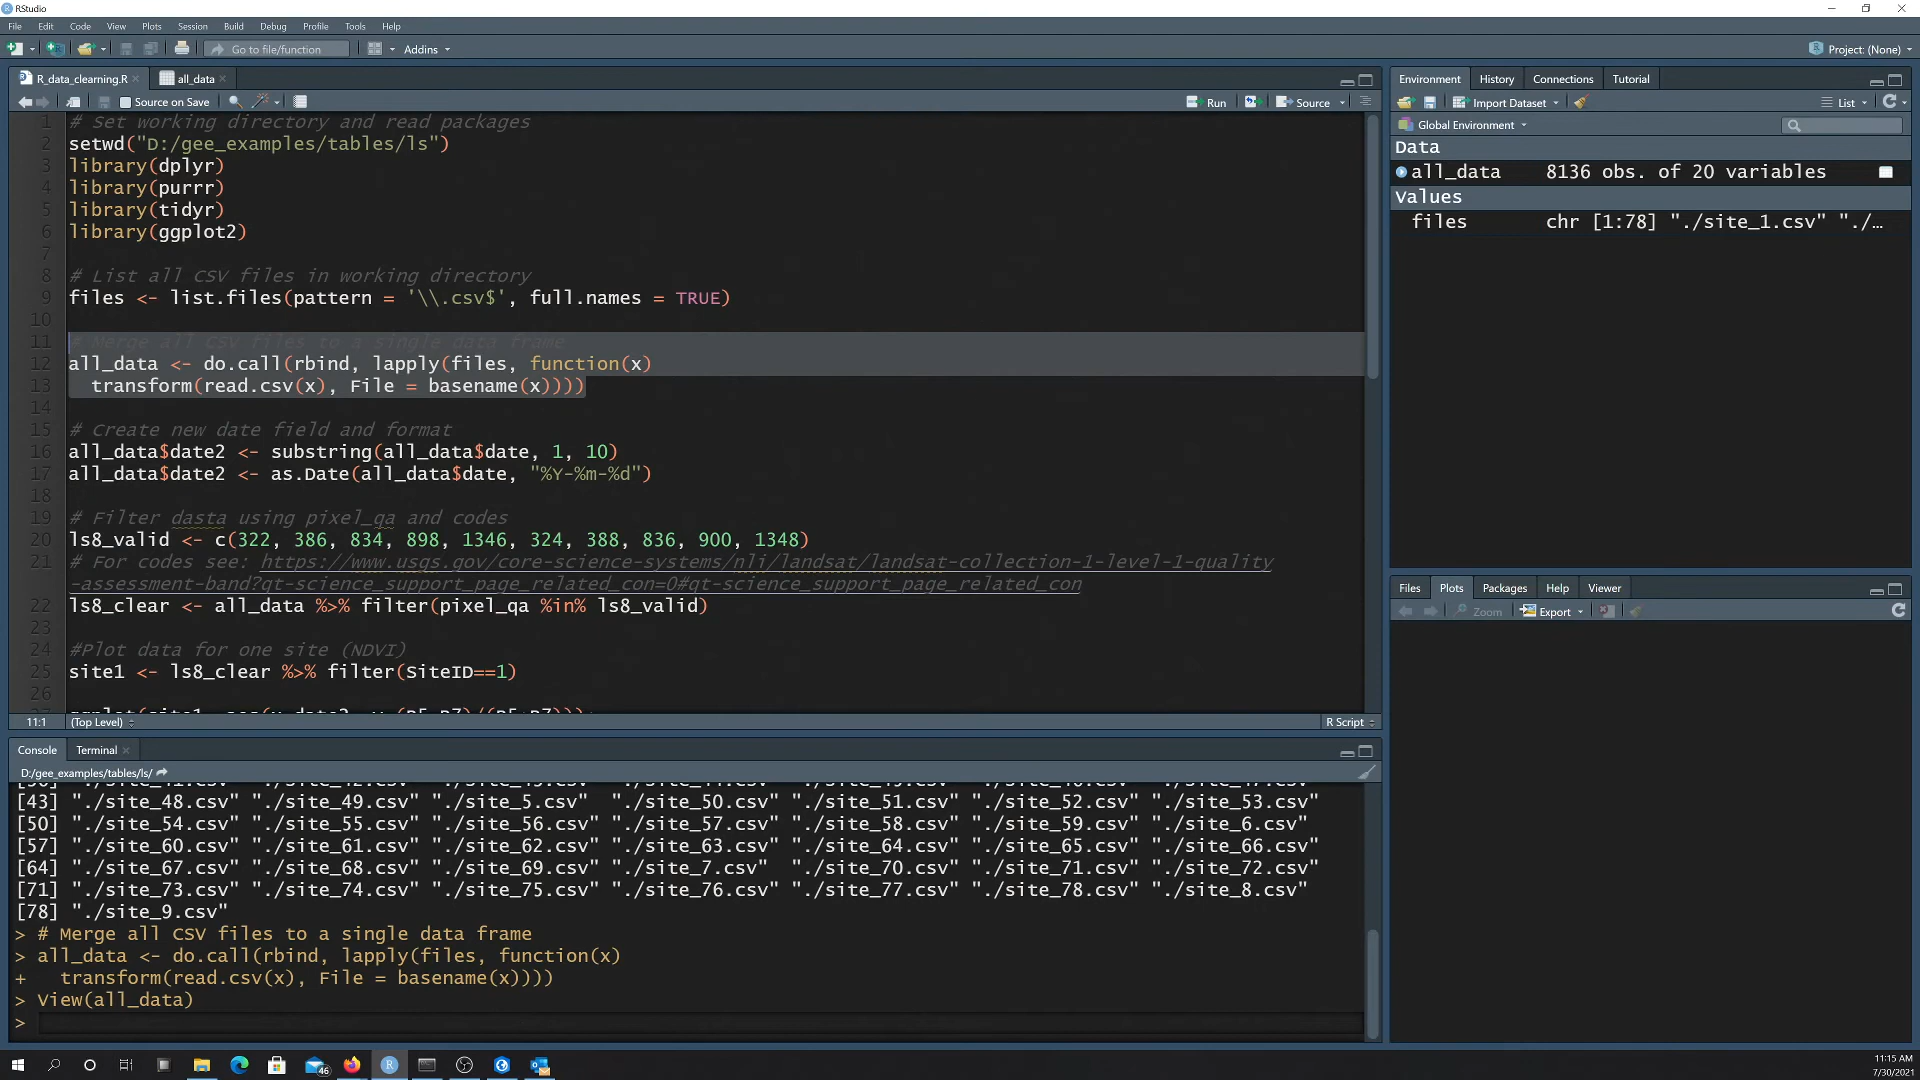 RStudio
File Edit Code View Plots Session Build Debug Profile Tools Help
Go to file/function Addins Project: (None)
R_data_clearning.R all_data
Source on Save Run Source
1 # Set working directory and read packages
2 setwd("D:/gee_examples/tables/ls")
3 library(dplyr)
4 library(purrr)
5 library(tidyr)
6 library(ggplot2)
7
8 # List all CSV files in working directory
9 files <- list.files(pattern = '\\.csv$', full.names = TRUE)
10
11 # Merge all CSV files to a single data frame
12 all_data <- do.call(rbind, lapply(files, function(x)
13 transform(read.csv(x), File = basename(x))))
14
15 # Create new date field and format
16 all_data$date2 <- substring(all_data$date, 1, 10)
17 all_data$date2 <- as.Date(all_data$date, "%Y-%m-%d")
18
19 # Filter dasta using pixel_qa and codes
20 ls8_valid <- c(322, 386, 834, 898, 1346, 324, 388, 836, 900, 1348)
21 # For codes see: https://www.usgs.gov/core-science-systems/nli/landsat/landsat-collection-1-level-1-quality
-assessment-band?qt-science_support_page_related_con=0#qt-science_support_page_related_con
22 ls8_clear <- all_data %>% filter(pixel_qa %in% ls8_valid)
23
24 #Plot data for one site (NDVI)
25 site1 <- ls8_clear %>% filter(SiteID==1)
26
11:1 (Top Level) R Script
Console Terminal
D:/gee_examples/tables/ls/
[43] "./site_48.csv" "./site_49.csv" "./site_5.csv" "./site_50.csv" "./site_51.csv" "./site_52.csv" "./site_53.csv"
[50] "./site_54.csv" "./site_55.csv" "./site_56.csv" "./site_57.csv" "./site_58.csv" "./site_59.csv" "./site_6.csv"
[57] "./site_60.csv" "./site_61.csv" "./site_62.csv" "./site_63.csv" "./site_64.csv" "./site_65.csv" "./site_66.csv"
[64] "./site_67.csv" "./site_68.csv" "./site_69.csv" "./site_7.csv" "./site_70.csv" "./site_71.csv" "./site_72.csv"
[71] "./site_73.csv" "./site_74.csv" "./site_75.csv" "./site_76.csv" "./site_77.csv" "./site_78.csv" "./site_8.csv"
[78] "./site_9.csv"
> # Merge all CSV files to a single data frame
> all_data <- do.call(rbind, lapply(files, function(x)
+ transform(read.csv(x), File = basename(x))))
> View(all_data)
>
Environment History Connections Tutorial
Import Dataset List
Global Environment
Data
all_data 8136 obs. of 20 variables
Values
files chr [1:78] "./site_1.csv" "./…
Files Plots Packages Help Viewer
Zoom Export
46
11:15 AM
7/30/2021